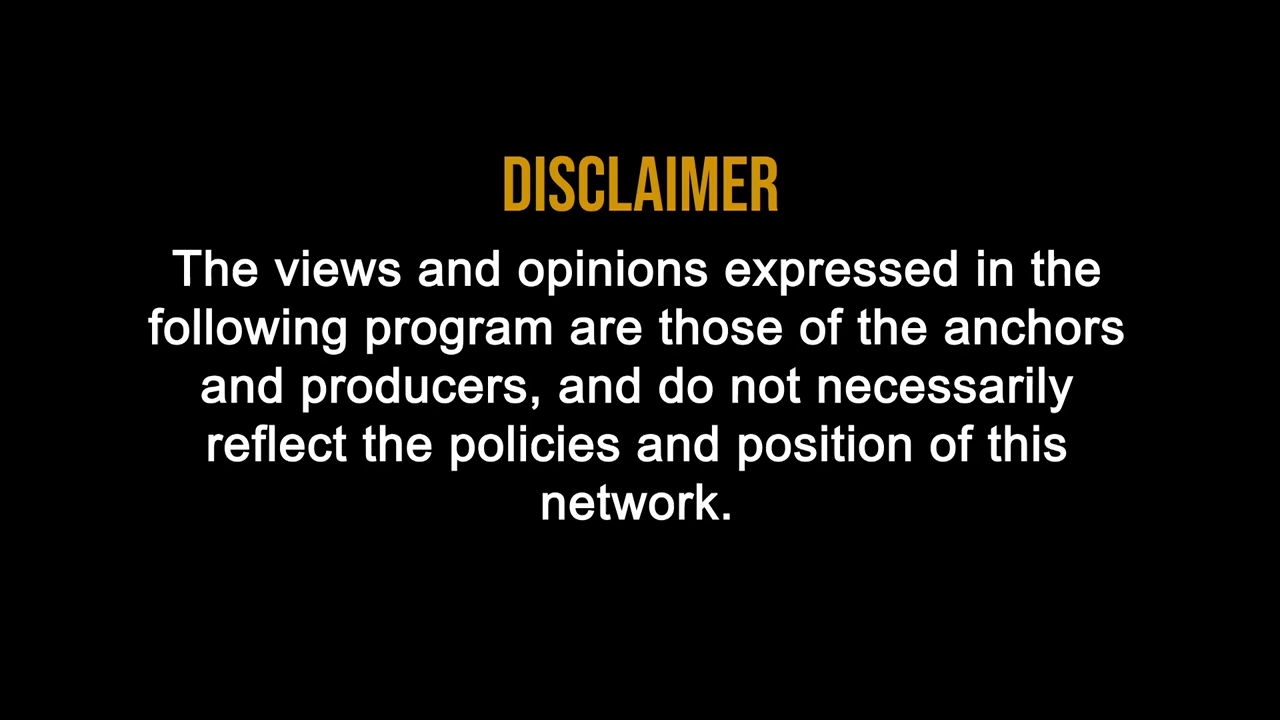 DISCLAIMER
The views and opinions expressed in the
following program are those of the anchors
and producers, and do not necessarily
reflect the policies and position of this
network.